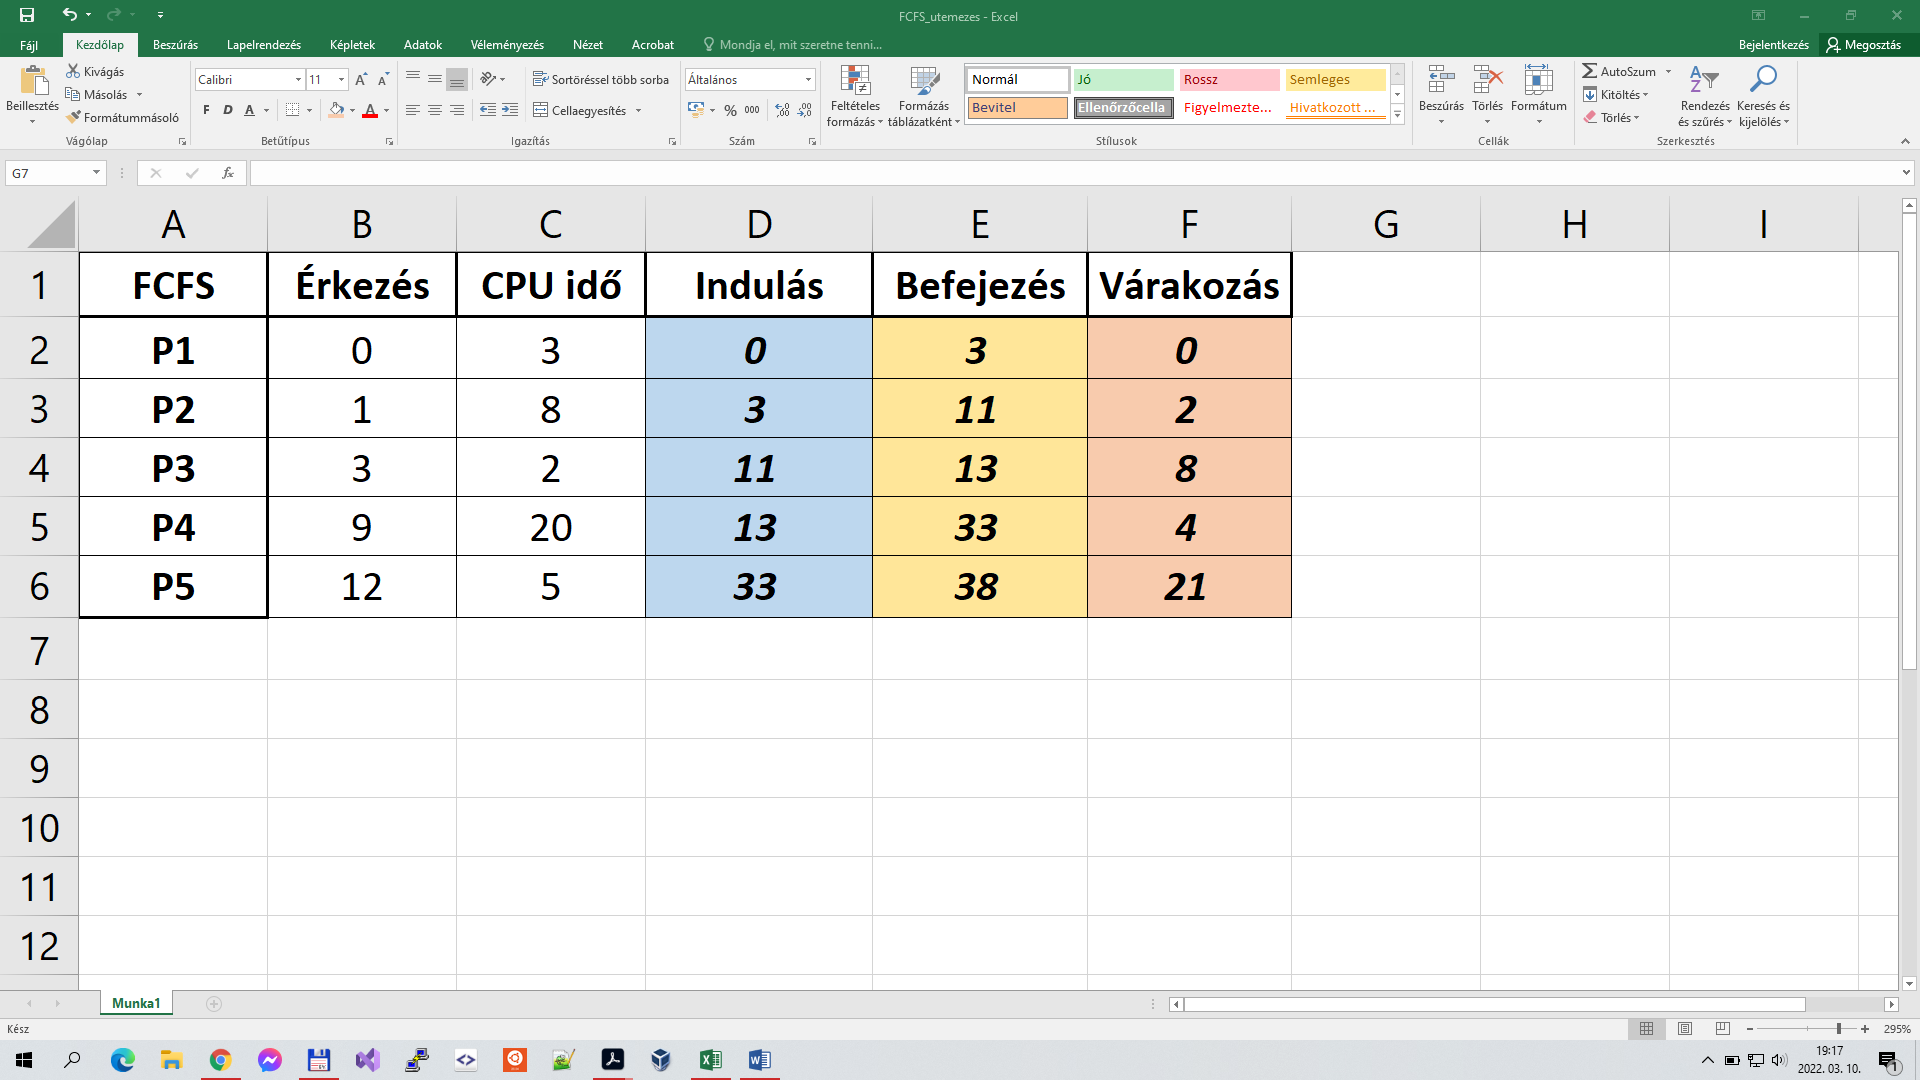 FCFS_utemezes - Excel
Fájl Kezdőlap Beszúrás Lapelrendezés Képletek Adatok Véleményezés Nézet Acrobat Mondja el, mit szeretne tenni... Bejelentkezés Megosztás
Beillesztés
Kivágás
Másolás
Formátummásoló
Vágólap
Calibri 11
F D A A
Betűtípus
Sortöréssel több sorba
Cellaegyesítés
Igazítás
Általános
% 000
Szám
Feltételes formázás
Formázás táblázatként
Normál Jó Rossz Semleges
Bevitel Ellenőrzőcella Figyelmezte... Hivatkozott ...
Stílusok
Beszúrás Törlés Formátum
Cellák
AutoSzum
Kitöltés
Törlés
Rendezés és szűrés
Keresés és kijelölés
Szerkesztés
G7 fx
A B C D E F G H I
1 FCFS Érkezés CPU idő Indulás Befejezés Várakozás
2 P1 0 3 0 3 0
3 P2 1 8 3 11 2
4 P3 3 2 11 13 8
5 P4 9 20 13 33 4
6 P5 12 5 33 38 21
7
8
9
10
11
12
Munka1
Kész 295%
19:17
2022. 03. 10.
1